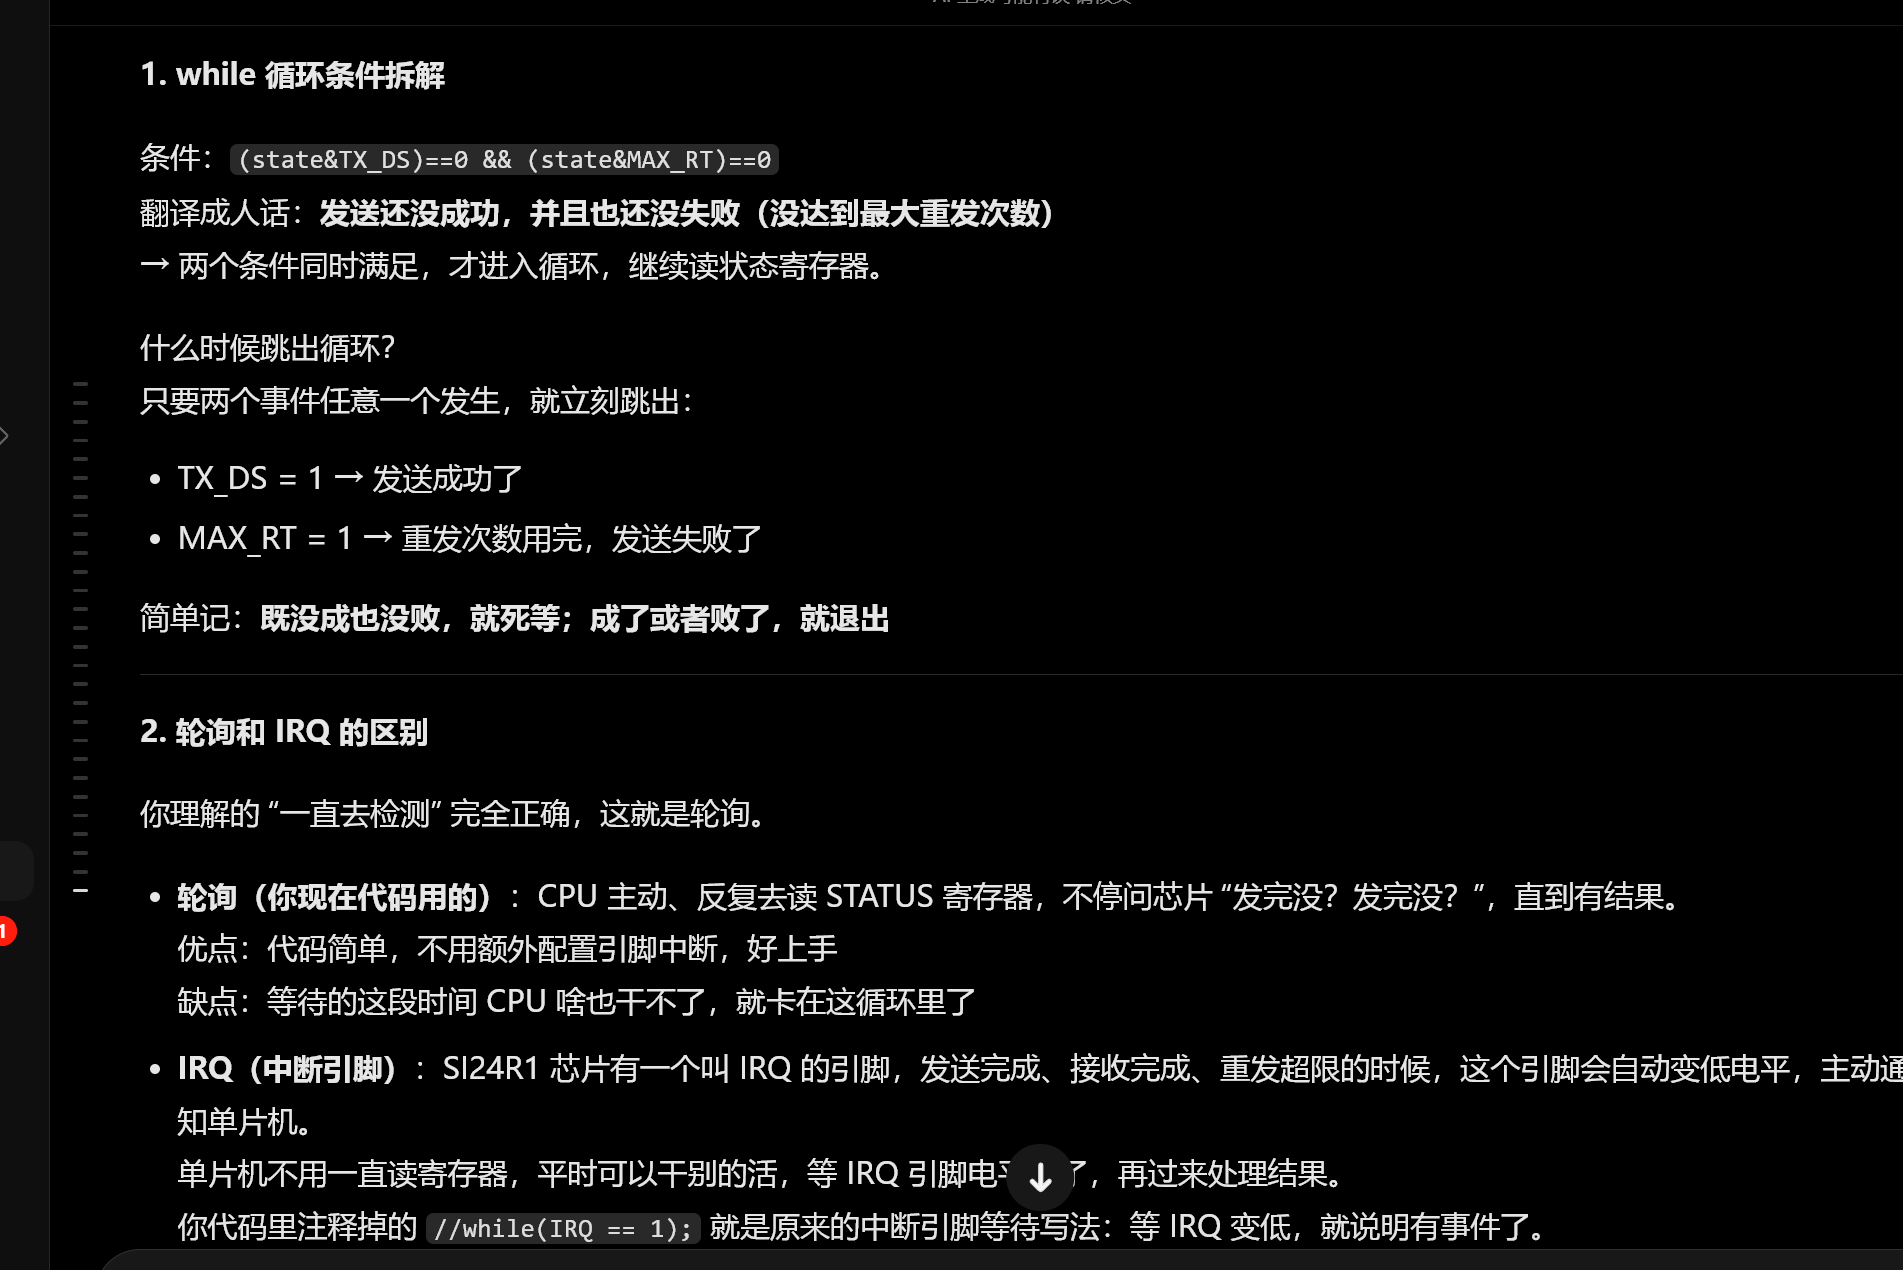 1. while 循环条件拆解
条件：(state&TX_DS)==0 && (state&MAX_RT)==0
翻译成人话：发送还没成功，并且也还没失败（没达到最大重发次数）
→ 两个条件同时满足，才进入循环，继续读状态寄存器。
什么时候跳出循环？
只要两个事件任意一个发生，就立刻跳出：
• TX_DS = 1 → 发送成功了
• MAX_RT = 1 → 重发次数用完，发送失败了
简单记：既没成也没败，就死等；成了或者败了，就退出
2. 轮询和 IRQ 的区别
你理解的 “一直去检测” 完全正确，这就是轮询。
• 轮询（你现在代码用的）：CPU 主动、反复去读 STATUS 寄存器，不停问芯片 “发完没？发完没？”，直到有结果。
1
优点：代码简单，不用额外配置引脚中断，好上手
缺点：等待的这段时间 CPU 啥也干不了，就卡在这循环里了
• IRQ（中断引脚）：SI24R1 芯片有一个叫 IRQ 的引脚，发送完成、接收完成、重发超限的时候，这个引脚会自动变低电平，主动通
知单片机。
单片机不用一直读寄存器，平时可以干别的活，等 IRQ 引脚电平 了，再过来处理结果。
你代码里注释掉的 //while(IRQ == 1); 就是原来的中断引脚等待写法：等 IRQ 变低，就说明有事件了。